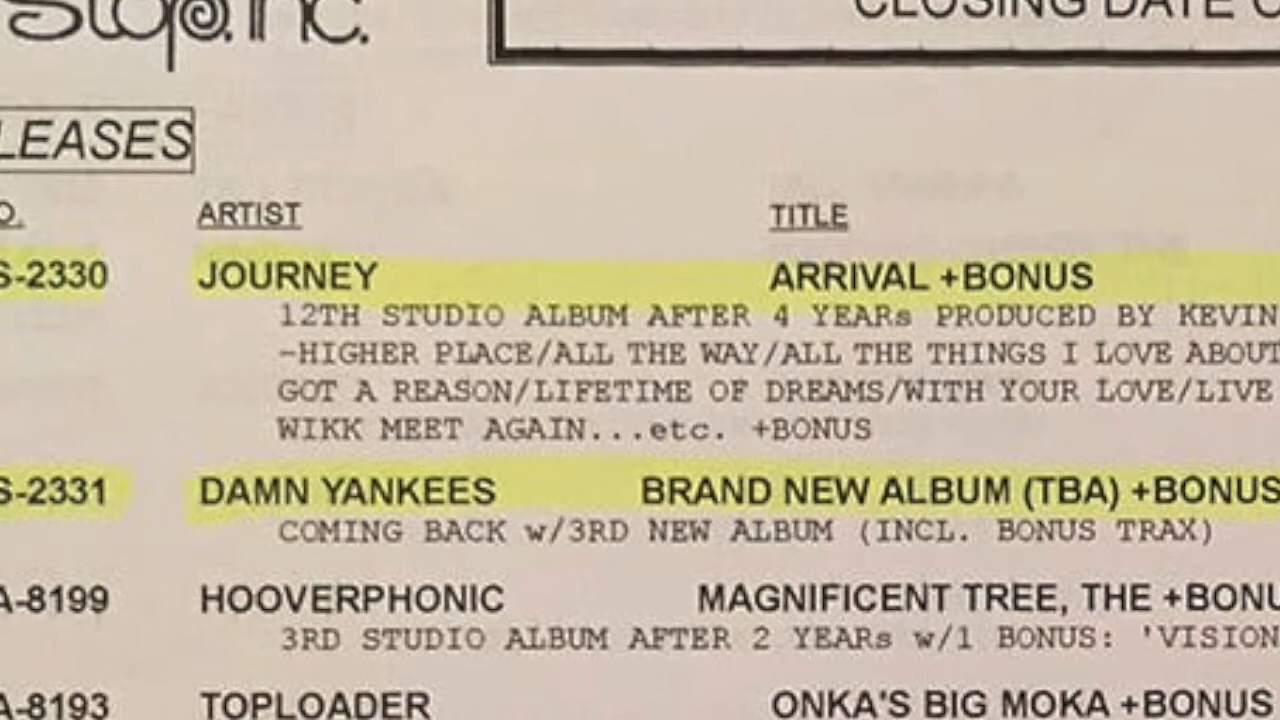 Stop. Inc.
CLOSING DATE
LEASES
O. ARTIST TITLE
S-2330 JOURNEY ARRIVAL +BONUS
12TH STUDIO ALBUM AFTER 4 YEARs PRODUCED BY KEVIN
-HIGHER PLACE/ALL THE WAY/ALL THE THINGS I LOVE ABOUT
GOT A REASON/LIFETIME OF DREAMS/WITH YOUR LOVE/LIVE
WIKK MEET AGAIN...etc. +BONUS
S-2331 DAMN YANKEES BRAND NEW ALBUM (TBA) +BONUS
COMING BACK w/3RD NEW ALBUM (INCL. BONUS TRAX)
A-8199 HOOVERPHONIC MAGNIFICENT TREE, THE +BONU
3RD STUDIO ALBUM AFTER 2 YEARs w/1 BONUS: 'VISION
A-8193 TOPLOADER ONKA'S BIG MOKA +BONUS